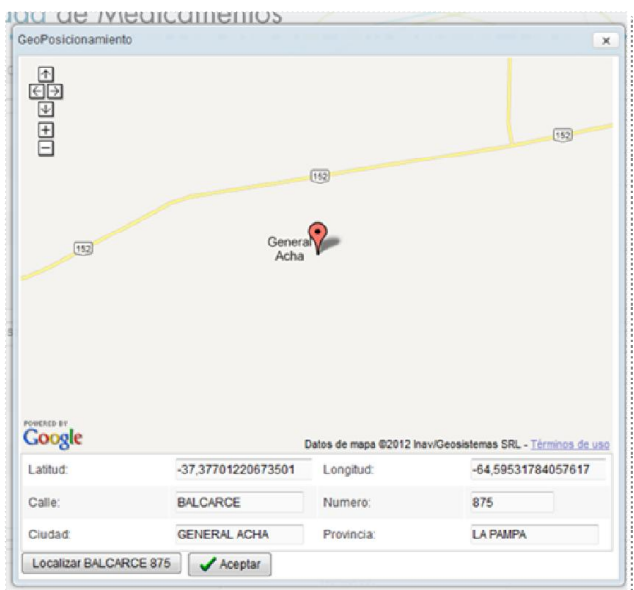 de Medicamentos
GeoPosicionamiento
x
152
152
152
General
Acha
POWERED BY
Google
Datos de mapa ©2012 Inav/Geosistemas SRL - Términos de uso
Latitud: -37,37701220673501 Longitud: -64,59531784057617
Calle: BALCARCE Numero: 875
Ciudad: GENERAL ACHA Provincia: LA PAMPA
Localizar BALCARCE 875 Aceptar